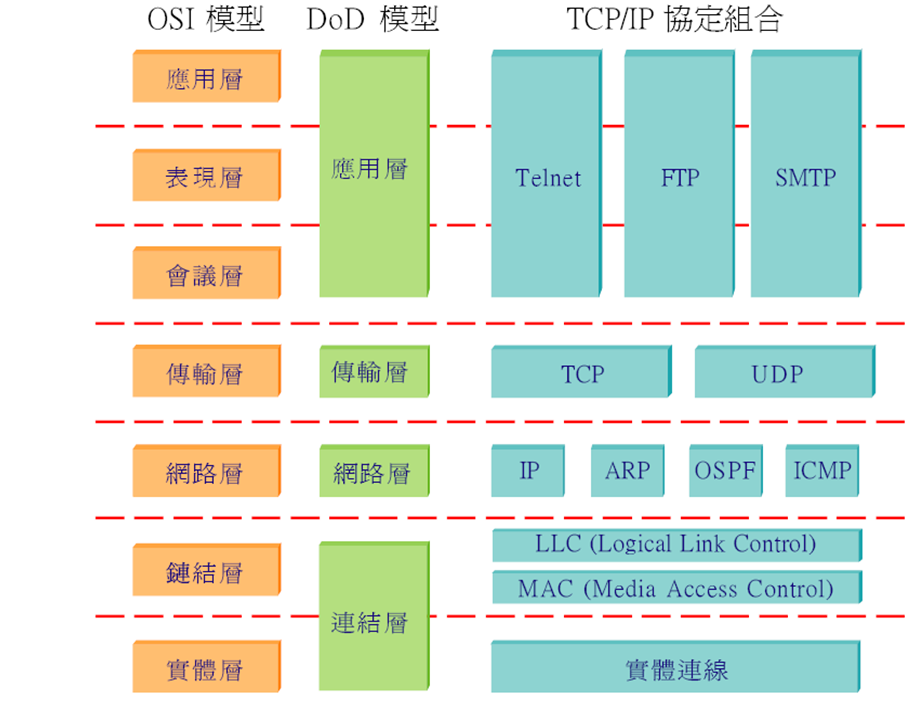 OSI 模型 DoD 模型 TCP/IP 協定組合
應用層
表現層
會議層
傳輸層
網路層
鏈結層
實體層
應用層
傳輸層
網路層
連結層
Telnet FTP SMTP
TCP UDP
IP ARP OSPF ICMP
LLC (Logical Link Control)
MAC (Media Access Control)
實體連線